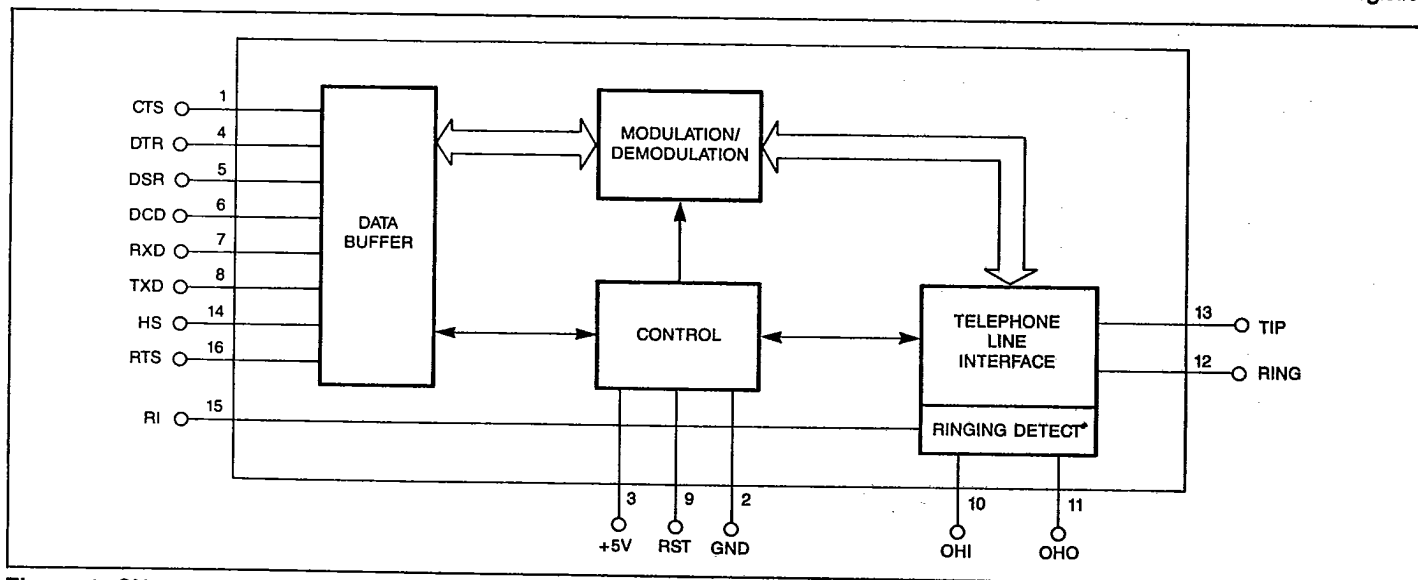 CTS 1
DTR 4
DSR 5
DCD 6
RXD 7
TXD 8
HS 14
RTS 16
RI 15
DATA
BUFFER
MODULATION/
DEMODULATION
CONTROL
TELEPHONE
LINE
INTERFACE
RINGING DETECT*
13 TIP
12 RING
3 9 2
+5V RST GND
10 11
OHI OHO